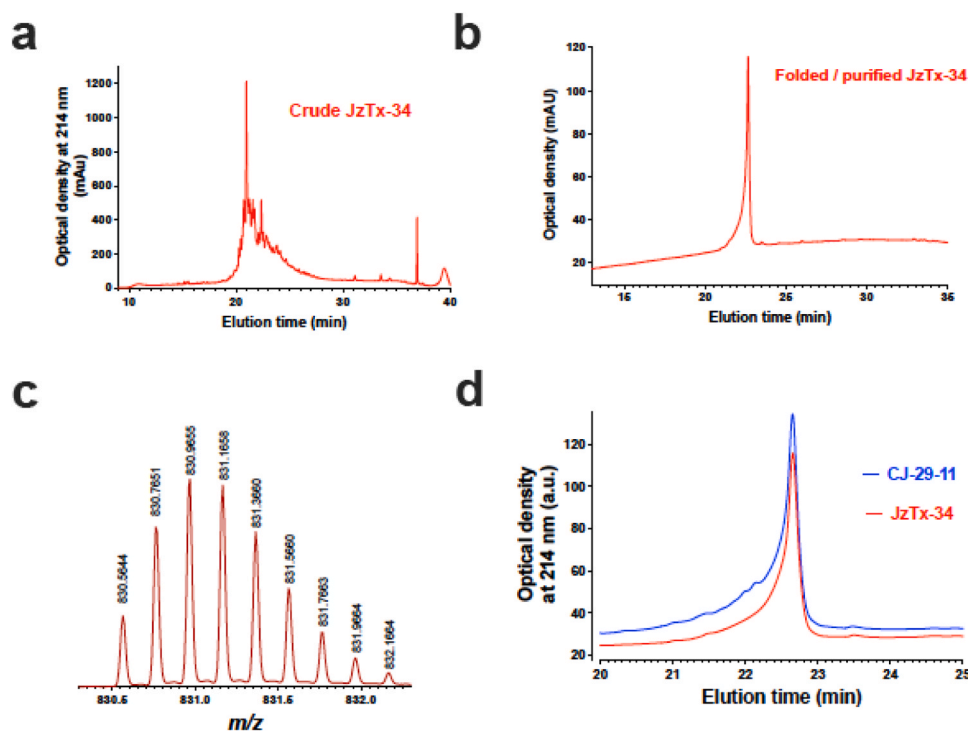 a
Optical density at 214 nm
(mAu)
1200
1000
800
600
400
200
0
Crude JzTx-34
10
20
30
40
Elution time (min)
b
Optical density (mAU)
120
100
80
60
40
20
Folded / purified JzTx-34
15
20
25
30
35
Elution time (min)
c
830.5644
830.7651
830.9655
831.1658
831.3660
831.5660
831.7663
831.9664
832.1664
830.6
831.0
831.6
832.0
m/z
d
Optical density
at 214 nm (a.u.)
120
100
80
60
40
20
CJ-29-11
JzTx-34
20
21
22
23
24
25
Elution time (min)